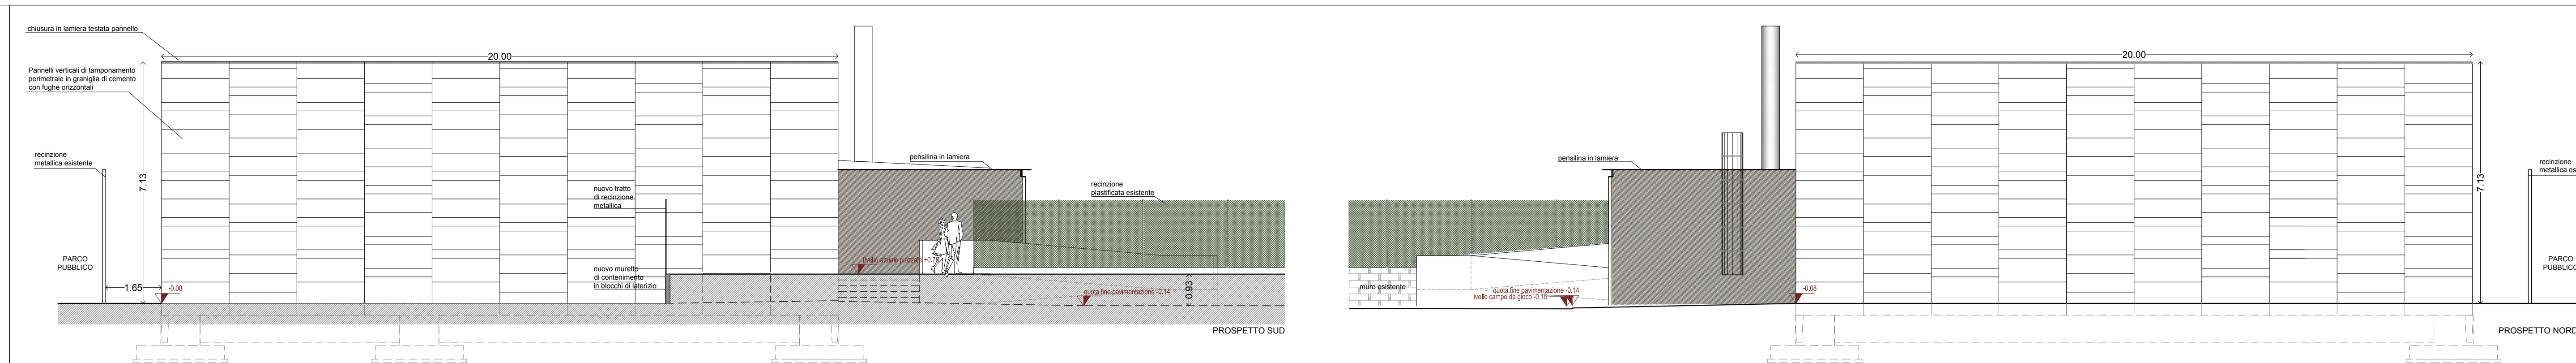 chiusura in lamiera testata pannello
20.00
Pannelli verticali di tamponamento
perimetrale in graniglia di cemento
con fughe orizzontali
recinzione
metallica esistente
7.13
PARCO
PUBBLICO
1.65
-0.08
nuovo tratto
di recinzione
metallica
nuovo muretto
di contenimento
in blocchi di laterizio
pensilina in lamiera
recinzione
plastificata esistente
quota fine pavimentazione -0.14
0.93
PROSPETTO SUD
20.00
pensilina in lamiera
muro esistente
quota fine pavimentazione -0.14
livello campo da gioco -0.15
-0.08
7.13
recinzione
metallica es
PARCO
PUBBLICO
PROSPETTO NORD